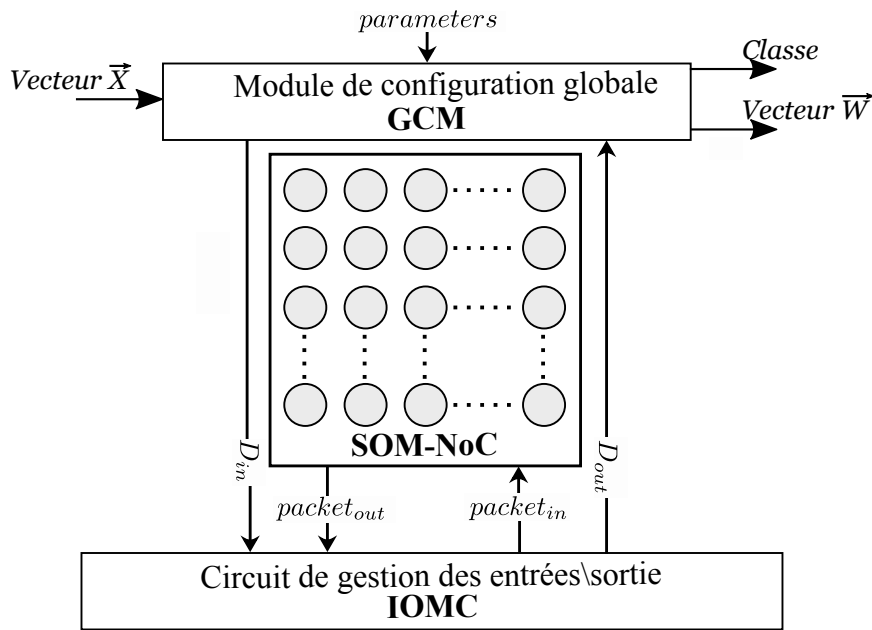 parameters
Vecteur X⃗
Module de configuration globale
GCM
Classe
Vecteur W⃗
SOM-NoC
D_in
D_out
packet_out
packet_in
Circuit de gestion des entrées\sortie
IOMC